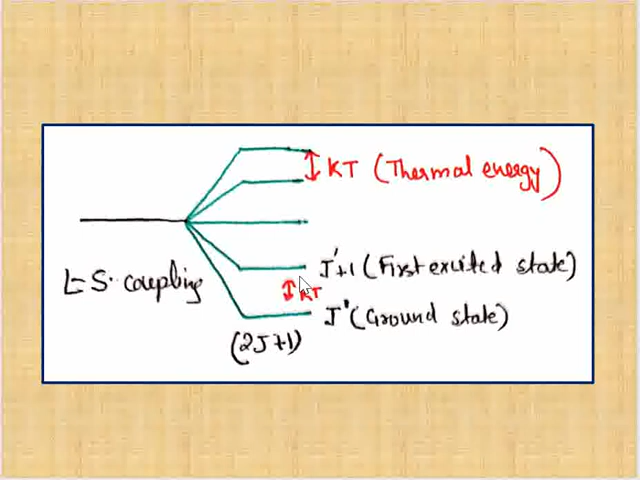 KT (Thermal energy)
J'+1 (First excited state)
L-S. coupling
KT
J' (Ground state)
(2J+1)